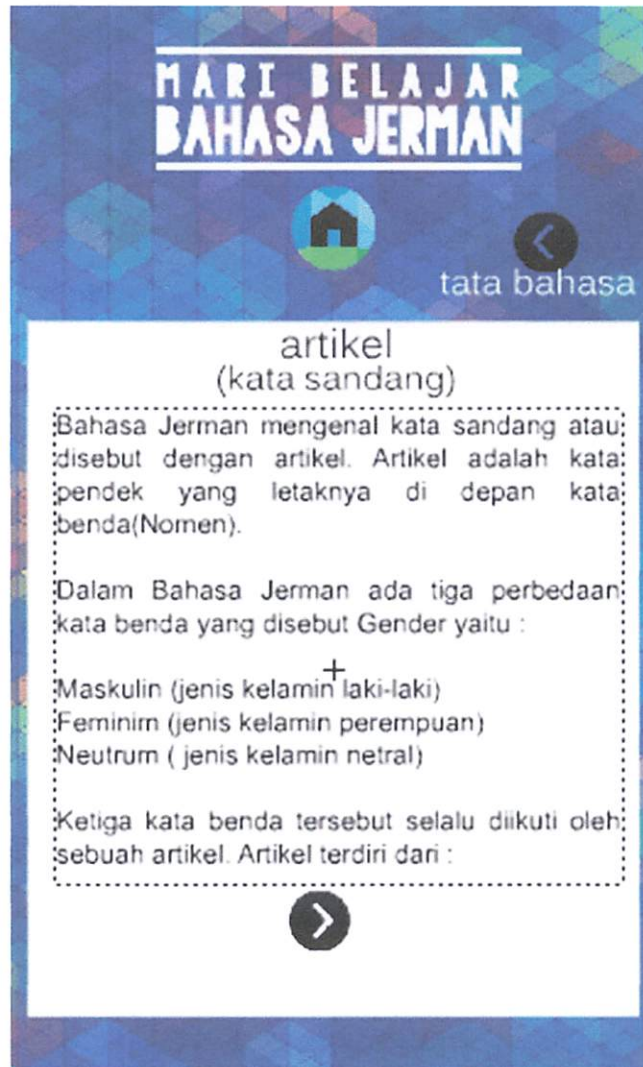 MARI BELAJAR
BAHASA JERMAN
tata bahasa
artikel
(kata sandang)
Bahasa Jerman mengenal kata sandang atau
disebut dengan artikel. Artikel adalah kata
pendek yang letaknya di depan kata
benda(Nomen).
Dalam Bahasa Jerman ada tiga perbedaan
kata benda yang disebut Gender yaitu :
Maskulin (jenis kelamin laki-laki)
Feminim (jenis kelamin perempuan)
Neutrum ( jenis kelamin netral)
Ketiga kata benda tersebut selalu diikuti oleh
sebuah artikel. Artikel terdiri dari :